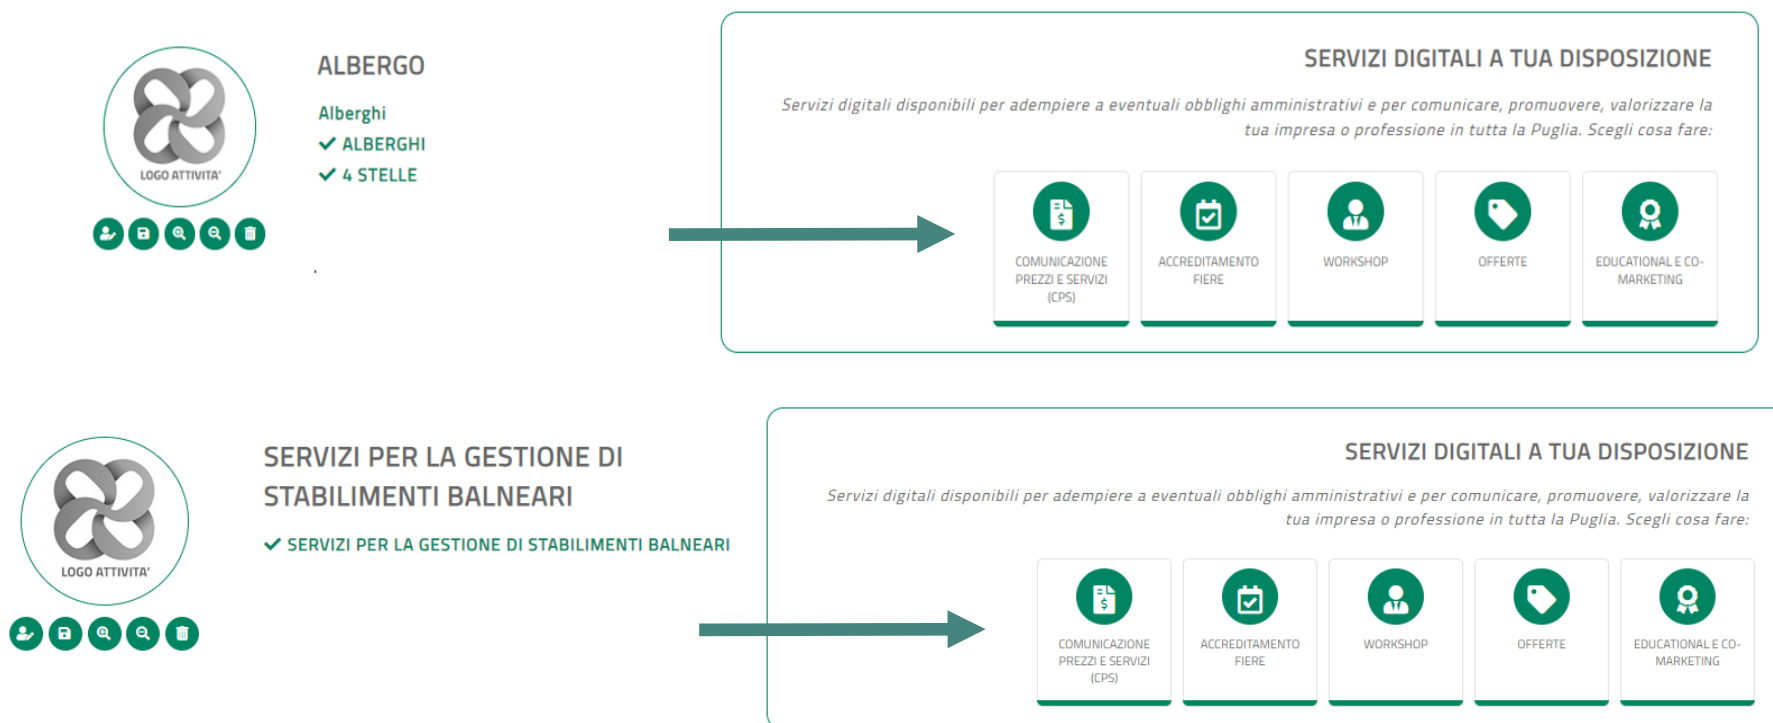 ALBERGO
Alberghi
ALBERGHI
4 STELLE
LOGO ATTIVITA'
.
SERVIZI DIGITALI A TUA DISPOSIZIONE
Servizi digitali disponibili per adempiere a eventuali obblighi amministrativi e per comunicare, promuovere, valorizzare la
tua impresa o professione in tutta la Puglia. Scegli cosa fare:
COMUNICAZIONE
PREZZI E SERVIZI
(CPS)
ACCREDITAMENTO
FIERE
WORKSHOP
OFFERTE
EDUCATIONAL E CO-
MARKETING
SERVIZI PER LA GESTIONE DI
STABILIMENTI BALNEARI
SERVIZI PER LA GESTIONE DI STABILIMENTI BALNEARI
LOGO ATTIVITA'
SERVIZI DIGITALI A TUA DISPOSIZIONE
Servizi digitali disponibili per adempiere a eventuali obblighi amministrativi e per comunicare, promuovere, valorizzare la
tua impresa o professione in tutta la Puglia. Scegli cosa fare:
COMUNICAZIONE
PREZZI E SERVIZI
(CPS)
ACCREDITAMENTO
FIERE
WORKSHOP
OFFERTE
EDUCATIONAL E CO-
MARKETING